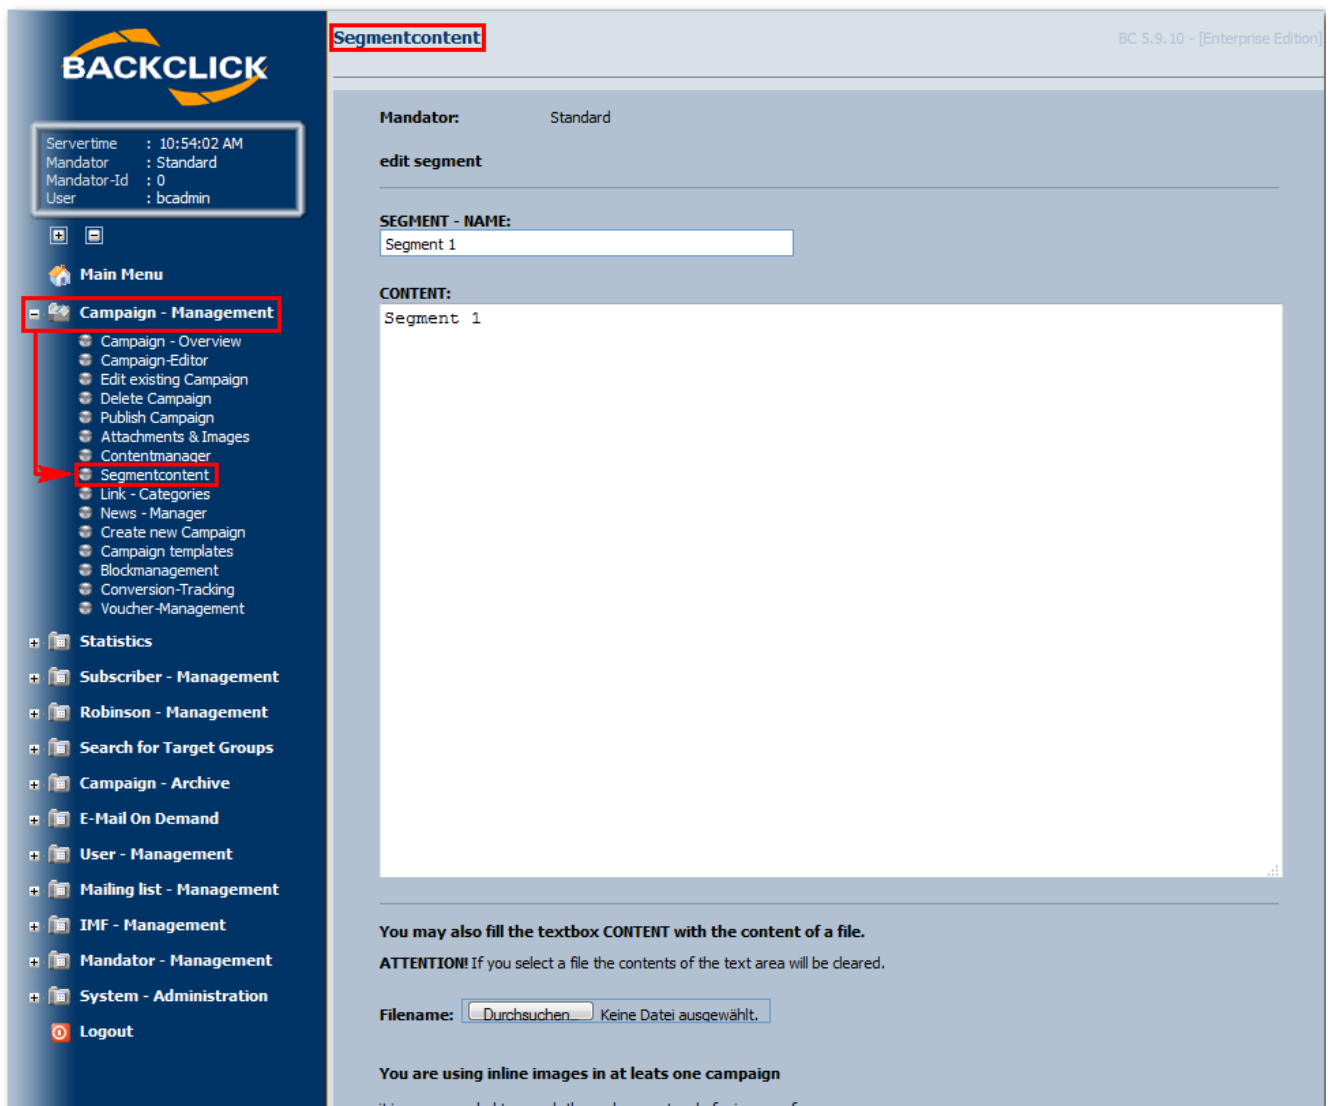 BACKCLICK
Servertime : 10:54:02 AM
Mandator : Standard
Mandator-Id : 0
User : bcadmin
Main Menu
Campaign - Management
Campaign - Overview
Campaign-Editor
Edit existing Campaign
Delete Campaign
Publish Campaign
Attachments & Images
Contentmanager
Segmentcontent
Link - Categories
News - Manager
Create new Campaign
Campaign templates
Blockmanagement
Conversion-Tracking
Voucher-Management
Statistics
Subscriber - Management
Robinson - Management
Search for Target Groups
Campaign - Archive
E-Mail On Demand
User - Management
Mailing list - Management
IMF - Management
Mandator - Management
System - Administration
Logout
Segmentcontent
BC 5.9.10 - [Enterprise Edition]
Mandator: Standard
edit segment
SEGMENT - NAME:
Segment 1
CONTENT:
Segment 1
You may also fill the textbox CONTENT with the content of a file.
ATTENTION! If you select a file the contents of the text area will be cleared.
Filename: Durchsuchen... Keine Datei ausgewählt.
You are using inline images in at leats one campaign